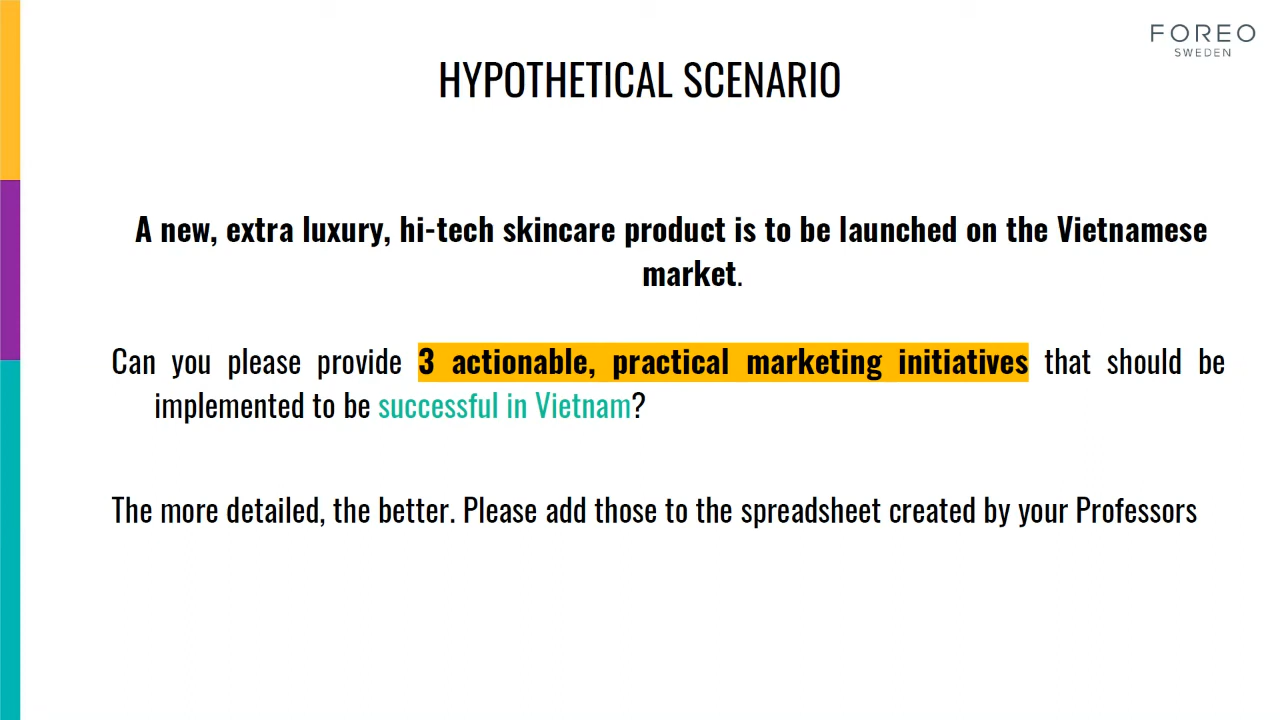 FOREO
SWEDEN
HYPOTHETICAL SCENARIO
A new, extra luxury, hi-tech skincare product is to be launched on the Vietnamese
market.
Can you please provide 3 actionable, practical marketing initiatives that should be
implemented to be successful in Vietnam?
The more detailed, the better. Please add those to the spreadsheet created by your Professors